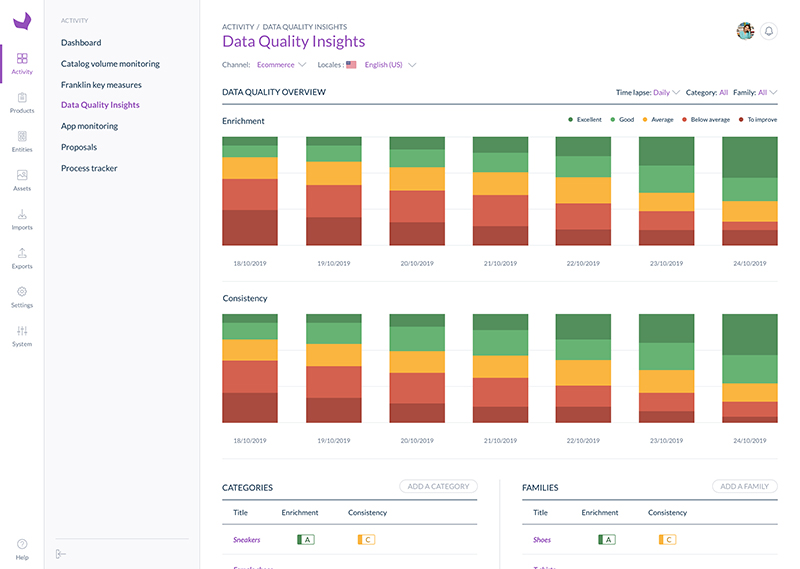 ACTIVITY
Dashboard
Catalog volume monitoring
Franklin key measures
Data Quality Insights
App monitoring
Proposals
Process tracker
Activity
Products
Entities
Assets
Imports
Exports
Settings
System
Help
ACTIVITY / DATA QUALITY INSIGHTS
Data Quality Insights
Channel: Ecommerce Locales: English (US)
DATA QUALITY OVERVIEW Time lapse: Daily Category: All Family: All
Enrichment Excellent Good Average Below average To improve
18/10/2019 19/10/2019 20/10/2019 21/10/2019 22/10/2019 23/10/2019 24/10/2019
Consistency
18/10/2019 19/10/2019 20/10/2019 21/10/2019 22/10/2019 23/10/2019 24/10/2019
CATEGORIES ADD A CATEGORY
Title Enrichment Consistency
Sneakers A C
FAMILIES ADD A FAMILY
Title Enrichment Consistency
Shoes A C